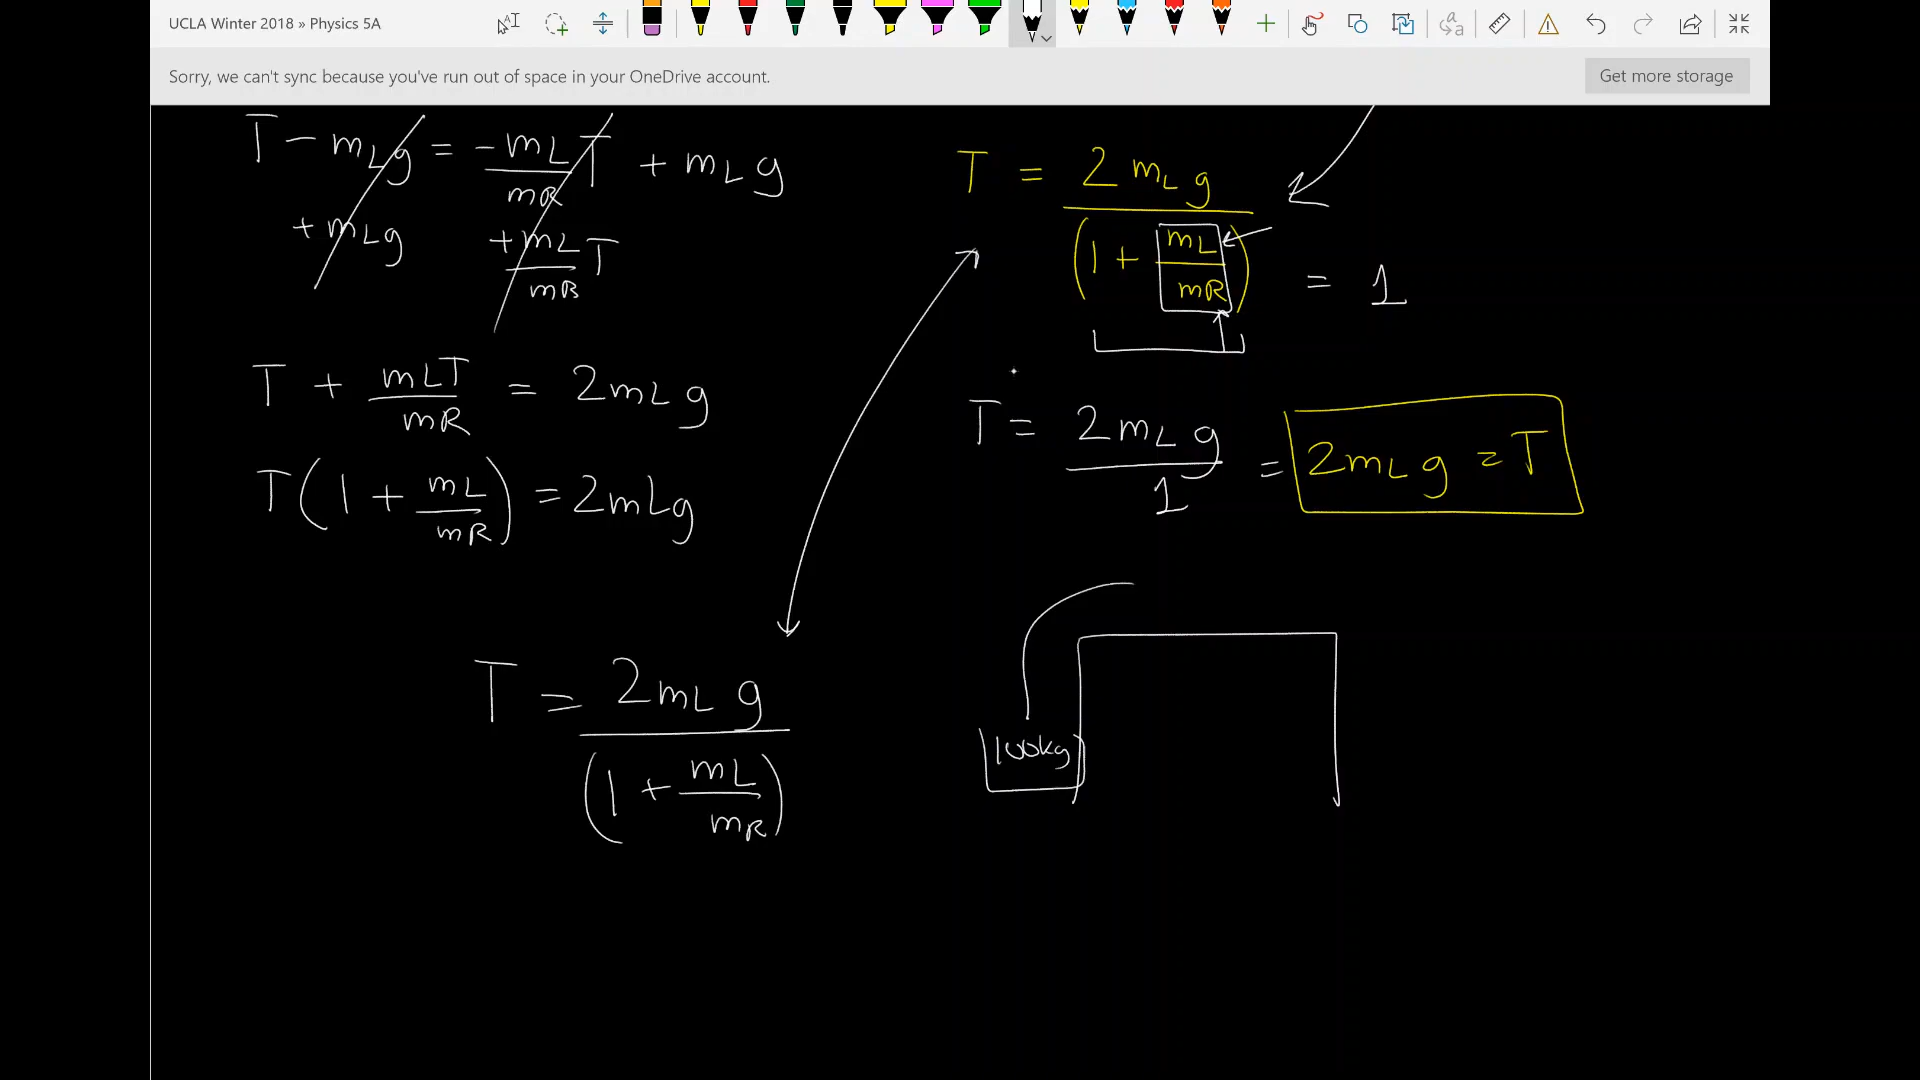 UCLA Winter 2018 » Physics 5A
Sorry, we can't sync because you've run out of space in your OneDrive account.
Get more storage
T - mLg = -mL/mR T + mLg
+ mLg + mL/mR T
T + mLT/mR = 2mLg
T(1 + mL/mR) = 2mLg
T = 2mLg/(1 + mL/mR)
T = 2mLg/(1 + mL/mR)
= 1
T = 2mLg/1 = 2mLg = T
100kg